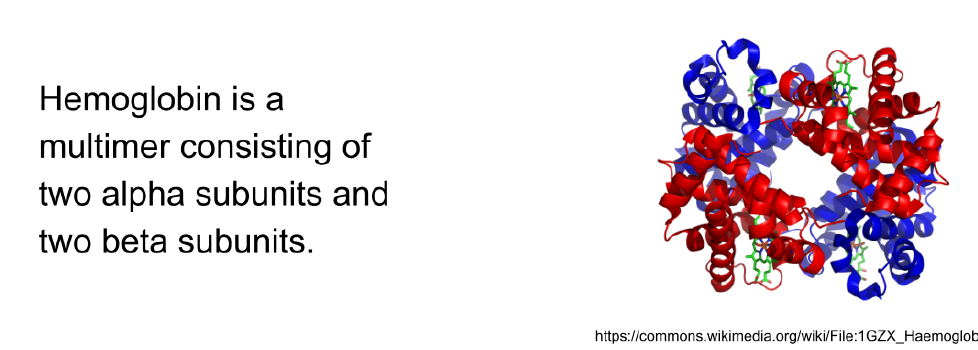 Hemoglobin is a
multimer consisting of
two alpha subunits and
two beta subunits.
https://commons.wikimedia.org/wiki/File:1GZX_Haemoglob